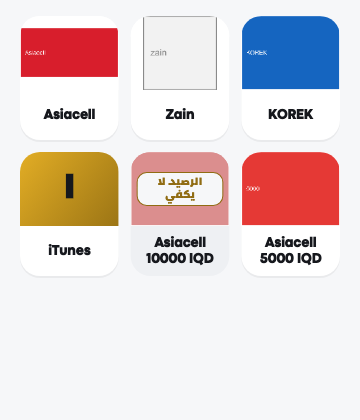 Asiacell
zain
KOREK
Asiacell
Zain
KOREK
I
الرصيد لا
يكفي
5000
iTunes
Asiacell
10000 IQD
Asiacell
5000 IQD